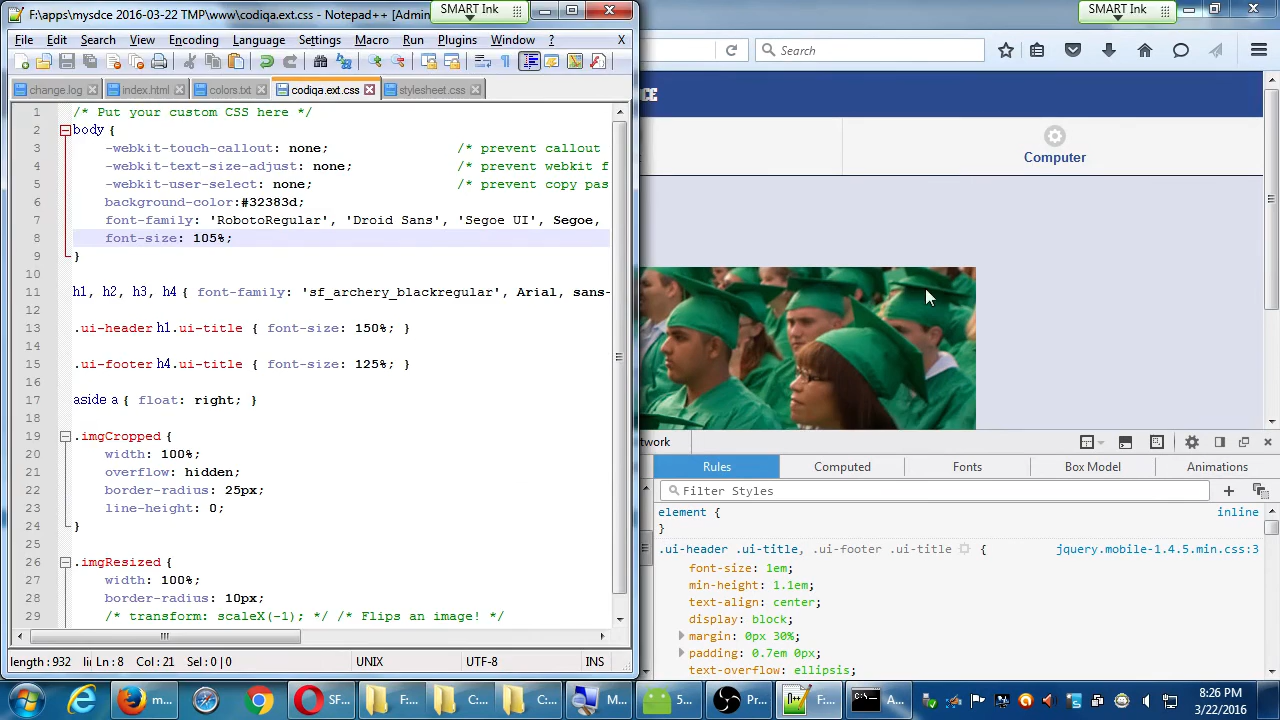 F:\apps\mysdce 2016-03-22 TMP\www\codiqa.ext.css - Notepad++ [Admin
SMART Ink
File Edit Search View Encoding Language Settings Macro Run Plugins Window ? X
change.log index.html colors.txt codiqa.ext.css stylesheet.css
1 /* Put your custom CSS here */
2 body {
3 -webkit-touch-callout: none; /* prevent callout
4 -webkit-text-size-adjust: none; /* prevent webkit f
5 -webkit-user-select: none; /* prevent copy pas
6 background-color:#32383d;
7 font-family: 'RobotoRegular', 'Droid Sans', 'Segoe UI', Segoe,
8 font-size: 105%;
9 }
10
11 h1, h2, h3, h4 { font-family: 'sf_archery_blackregular', Arial, sans-
12
13 .ui-header h1.ui-title { font-size: 150%; }
14
15 .ui-footer h4.ui-title { font-size: 125%; }
16
17 aside a { float: right; }
18
19 .imgCropped {
20 width: 100%;
21 overflow: hidden;
22 border-radius: 25px;
23 line-height: 0;
24 }
25
26 .imgResized {
27 width: 100%;
28 border-radius: 10px;
29 /* transform: scaleX(-1); */ /* Flips an image! */
length : 932 li Ln : 8 Col : 21 Sel : 0 | 0 UNIX UTF-8 INS
SMART Ink
Search
Computer
twork
Rules Computed Fonts Box Model Animations
Filter Styles
element { inline
}
.ui-header .ui-title, .ui-footer .ui-title { jquery.mobile-1.4.5.min.css:3
font-size: 1em;
min-height: 1.1em;
text-align: center;
display: block;
margin: 0px 30%;
padding: 0.7em 0px;
text-overflow: ellipsis;
m... SF... F:... C:... C:... M... 5... Pr... F:... A...
8:26 PM
3/22/2016